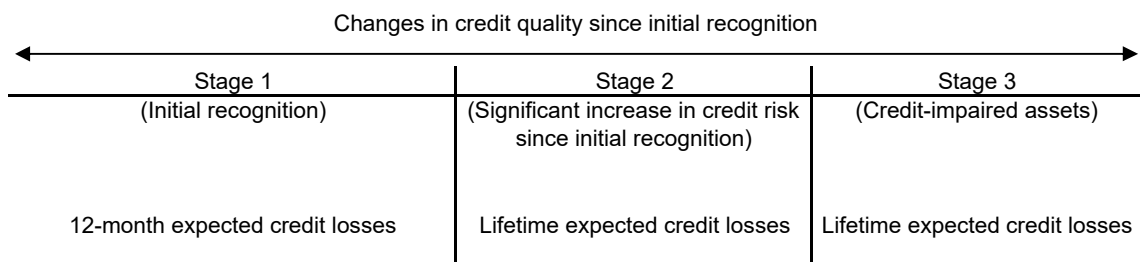 Changes in credit quality since initial recognition
Stage 1
Stage 2
Stage 3
(Initial recognition)
(Significant increase in credit risk
since initial recognition)
(Credit-impaired assets)
12-month expected credit losses
Lifetime expected credit losses
Lifetime expected credit losses